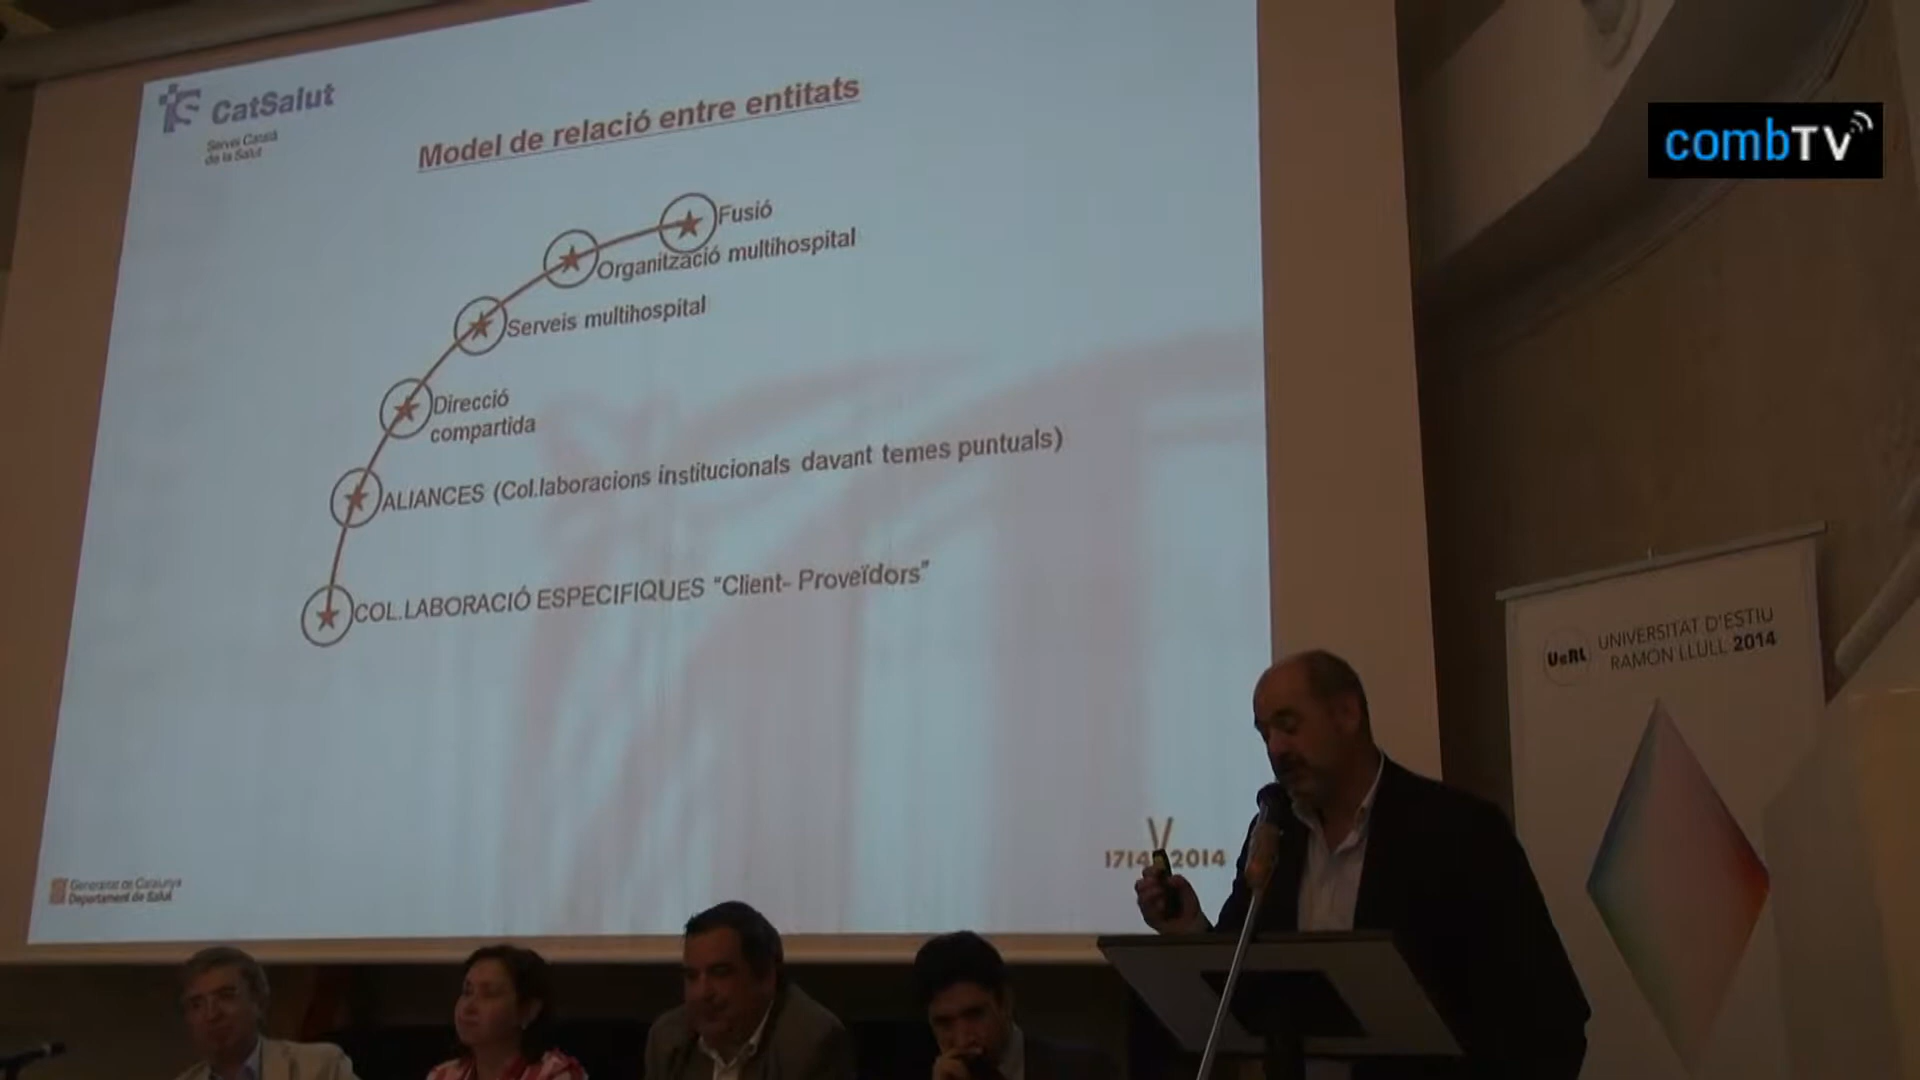 CatSalut
Servei Català
de la Salut
Model de relació entre entitats
Fusió
Organització multihospital
Serveis multihospital
Direcció
compartida
ALIANCES (Col.laboracions institucionals davant temes puntuals)
COL.LABORACIÓ ESPECIFIQUES “Client- Proveïdors”
1714 2014
Generalitat de Catalunya
Departament de Salut
combTV
UeRL
UNIVERSITAT D'ESTIU
RAMON LLULL 2014